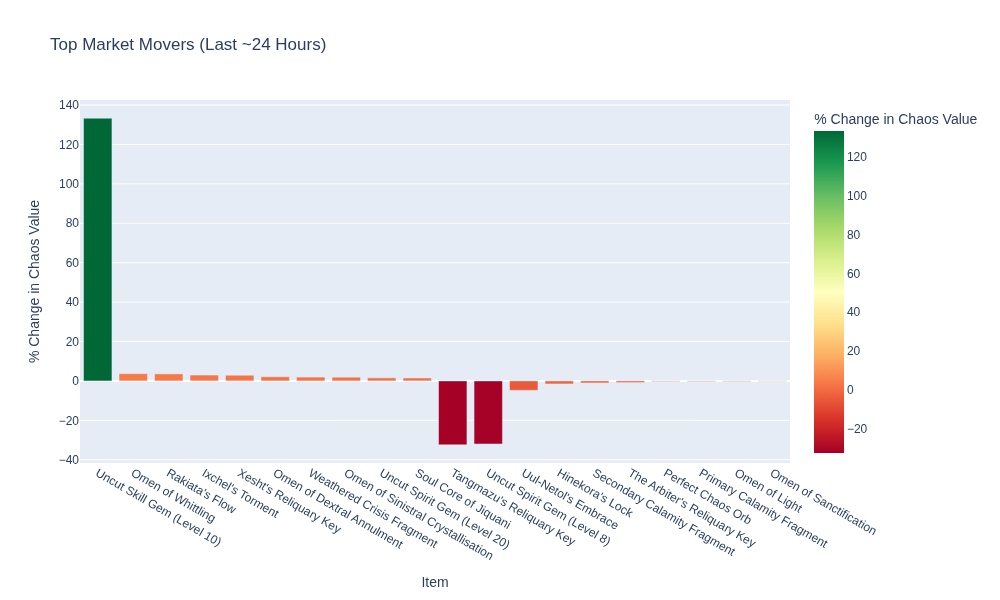 Top Market Movers (Last ~24 Hours)
% Change in Chaos Value
140
120
100
80
60
40
20
0
−20
−40
Uncut Skill Gem (Level 10)
Omen of Whittling
Rakiata's Flow
Ixchel's Torment
Xesht's Reliquary Key
Omen of Dextral Annulment
Weathered Crisis Fragment
Omen of Sinistral Crystallisation
Uncut Spirit Gem (Level 20)
Soul Core of Jiquani
Tangmazu's Reliquary Key
Uncut Spirit Gem (Level 8)
Uul-Netol's Embrace
Hinekora's Lock
Secondary Calamity Fragment
The Arbiter's Reliquary Key
Perfect Chaos Orb
Primary Calamity Fragment
Omen of Light
Omen of Sanctification
Item
% Change in Chaos Value
120
100
80
60
40
20
0
−20